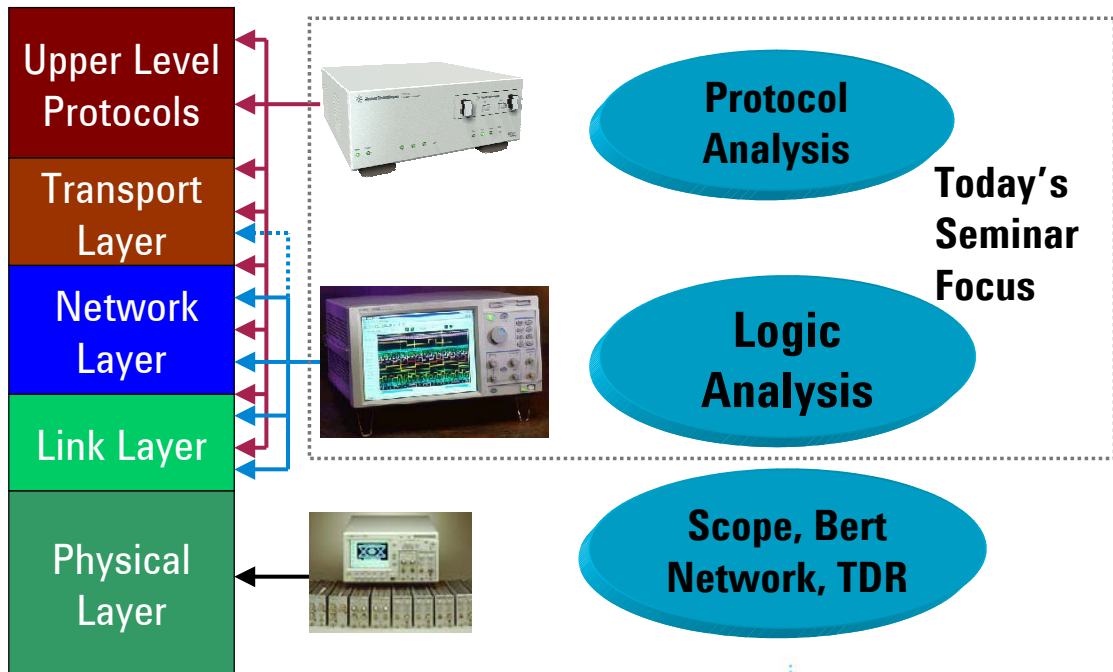 Upper Level
Protocols
Transport
Layer
Network
Layer
Link Layer
Physical
Layer
Protocol
Analysis
Logic
Analysis
Today's
Seminar
Focus
Scope, Bert
Network, TDR